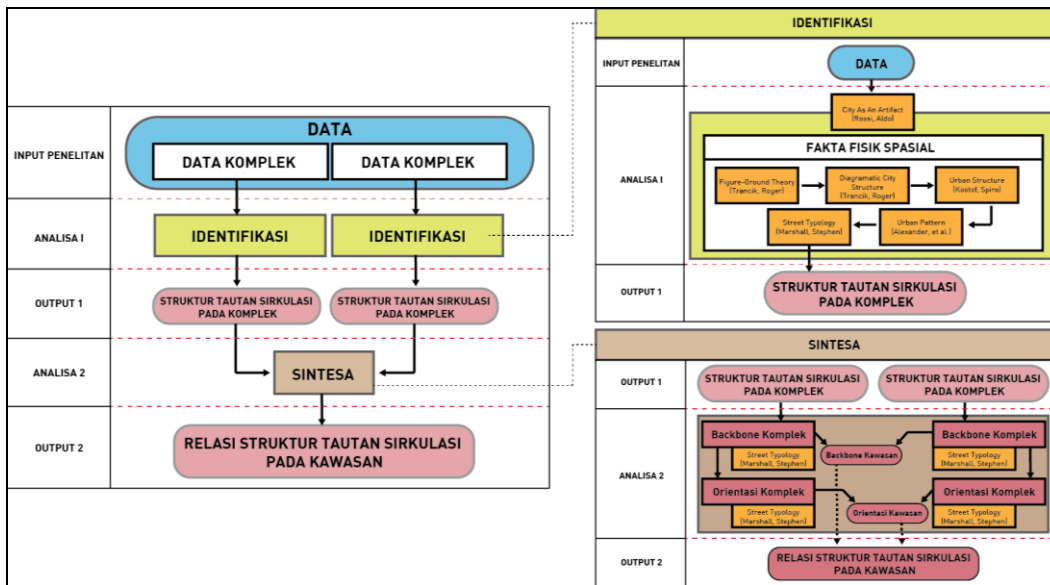 INPUT PENELITAN
DATA
DATA KOMPLEK
DATA KOMPLEK
ANALISA I
IDENTIFIKASI
IDENTIFIKASI
OUTPUT 1
STRUKTUR TAUTAN SIRKULASI
PADA KOMPLEK
STRUKTUR TAUTAN SIRKULASI
PADA KOMPLEK
ANALISA 2
SINTESA
OUTPUT 2
RELASI STRUKTUR TAUTAN SIRKULASI
PADA KAWASAN
IDENTIFIKASI
INPUT PENELITAN
DATA
ANALISA I
City As An Artifact
(Rossi, Aldo)
FAKTA FISIK SPASIAL
Figure-Ground Theory
(Trancik, Roger)
Diagramatic City
Structure
(Trancik, Roger)
Urban Structure
(Kostof, Spiro)
Street Typology
(Marshall, Stephen)
Urban Pattern
(Alexander, et al.)
OUTPUT 1
STRUKTUR TAUTAN SIRKULASI
PADA KOMPLEK
SINTESA
OUTPUT 1
STRUKTUR TAUTAN SIRKULASI
PADA KOMPLEK
STRUKTUR TAUTAN SIRKULASI
PADA KOMPLEK
ANALISA 2
Backbone Komplek
Street Typology
(Marshall, Stephen)
Backbone Kawasan
Backbone Komplek
Street Typology
(Marshall, Stephen)
Orientasi Komplek
Street Typology
(Marshall, Stephen)
Orientasi Kawasan
Orientasi Komplek
Street Typology
(Marshall, Stephen)
OUTPUT 2
RELASI STRUKTUR TAUTAN SIRKULASI
PADA KAWASAN